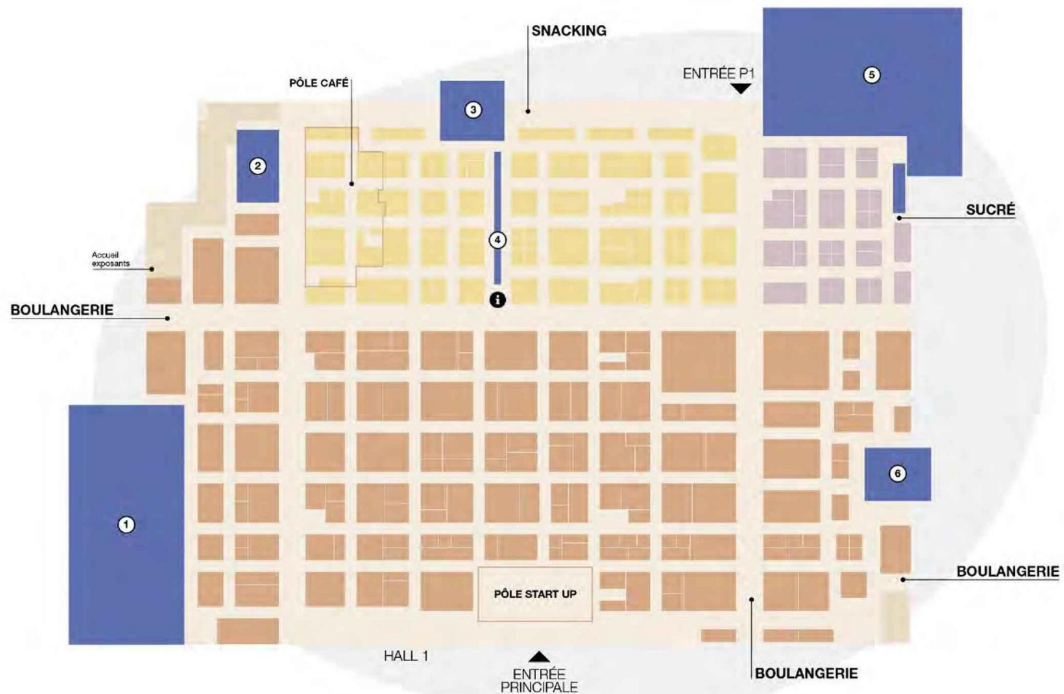 SNACKING
ENTRÉE P1
5
PÔLE CAFÉ
3
2
SUCRÉ
4
Accueil
exposants
i
BOULANGERIE
6
1
BOULANGERIE
PÔLE START UP
HALL 1
ENTRÉE
PRINCIPALE
BOULANGERIE